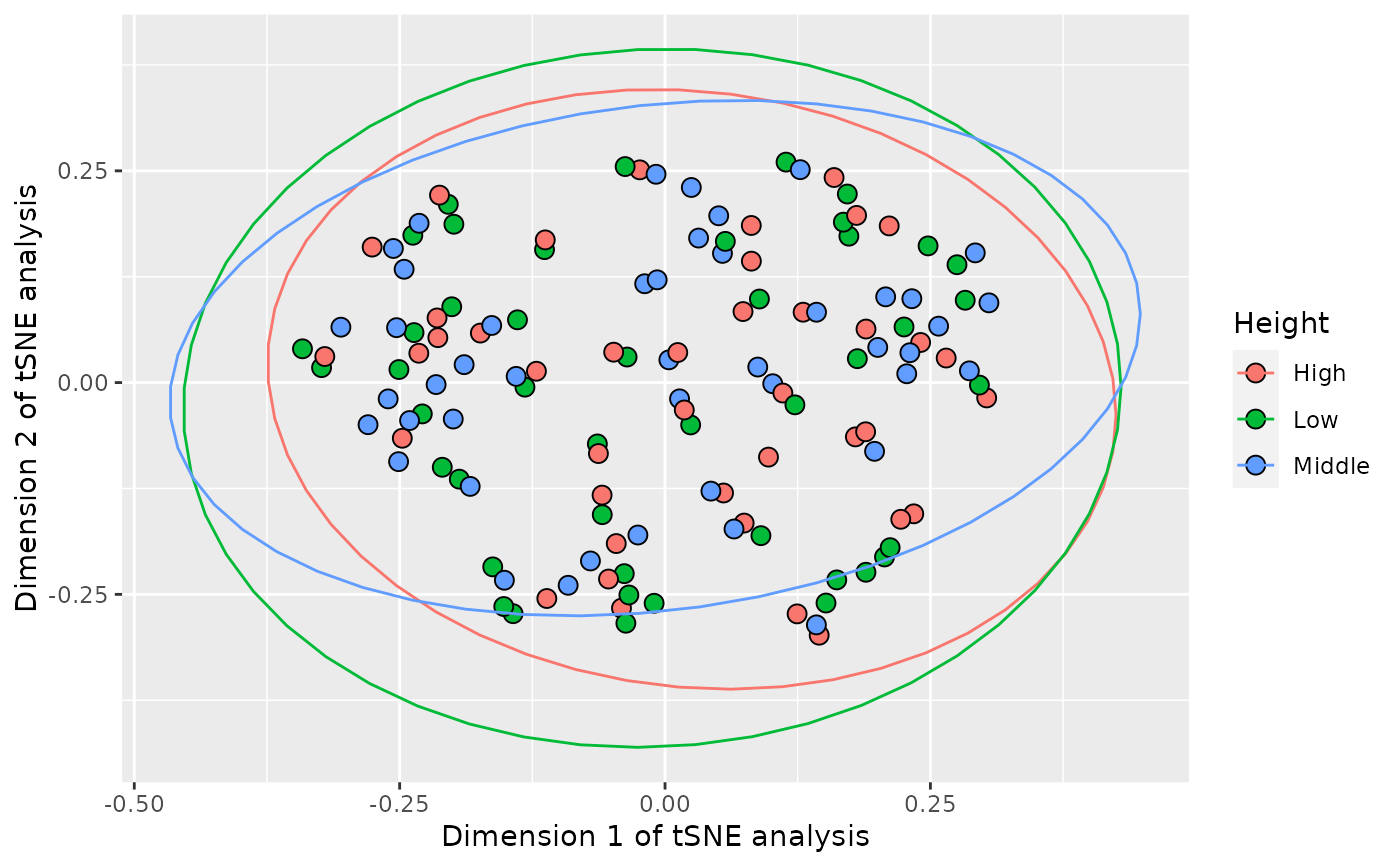 0.25
0.00
-0.25
-0.50
-0.25
0.00
0.25
Dimension 1 of tSNE analysis
Dimension 2 of tSNE analysis
Height
High
Low
Middle